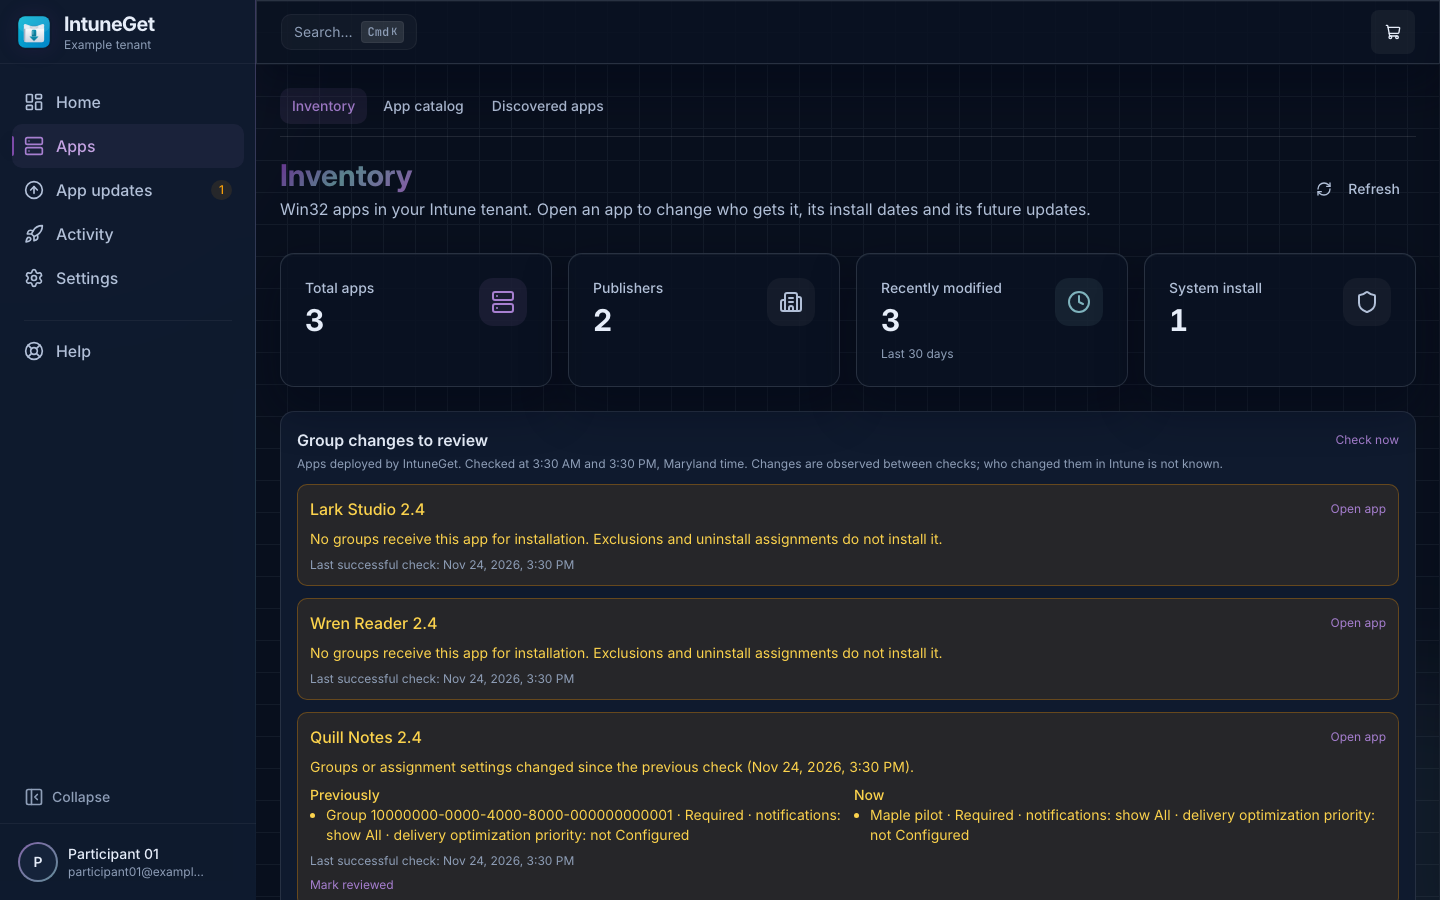 IntuneGet
Example tenant
Search...
Cmd K
Home
Apps
App updates
1
Activity
Settings
Help
Collapse
P
Participant 01
participant01@exampl...
Inventory
App catalog
Discovered apps
Inventory
Win32 apps in your Intune tenant. Open an app to change who gets it, its install dates and its future updates.
Refresh
Total apps
3
Publishers
2
Recently modified
3
Last 30 days
System install
1
Group changes to review
Check now
Apps deployed by IntuneGet. Checked at 3:30 AM and 3:30 PM, Maryland time. Changes are observed between checks; who changed them in Intune is not known.
Lark Studio 2.4
Open app
No groups receive this app for installation. Exclusions and uninstall assignments do not install it.
Last successful check: Nov 24, 2026, 3:30 PM
Wren Reader 2.4
Open app
No groups receive this app for installation. Exclusions and uninstall assignments do not install it.
Last successful check: Nov 24, 2026, 3:30 PM
Quill Notes 2.4
Open app
Groups or assignment settings changed since the previous check (Nov 24, 2026, 3:30 PM).
Previously
• Group 10000000-0000-4000-8000-000000000001 · Required · notifications:
show All · delivery optimization priority: not Configured
Now
• Maple pilot · Required · notifications: show All · delivery optimization priority:
not Configured
Last successful check: Nov 24, 2026, 3:30 PM
Mark reviewed